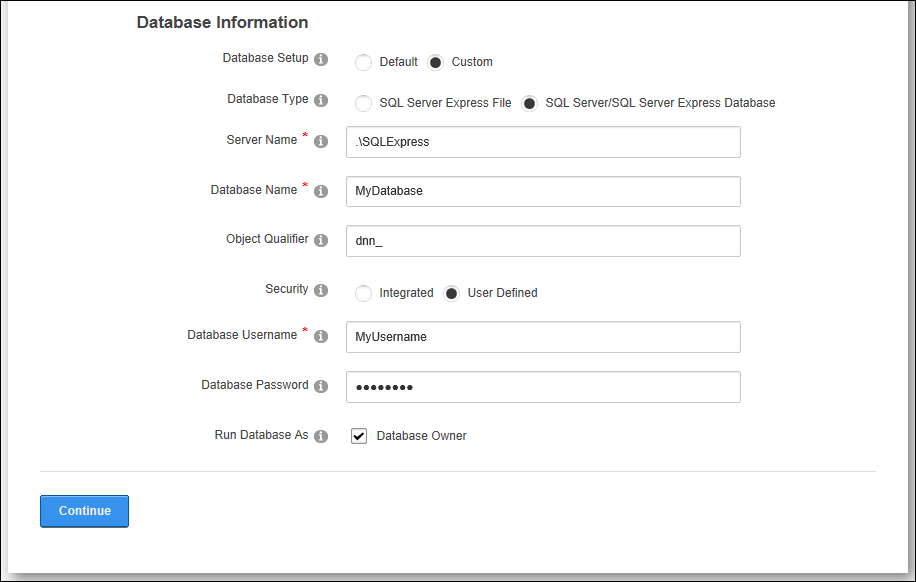 Database Information
Database Setup Default Custom
Database Type SQL Server Express File SQL Server/SQL Server Express Database
Server Name * .\SQLExpress
Database Name * MyDatabase
Object Qualifier dnn_
Security Integrated User Defined
Database Username * MyUsername
Database Password ●●●●●●●●
Run Database As Database Owner
Continue